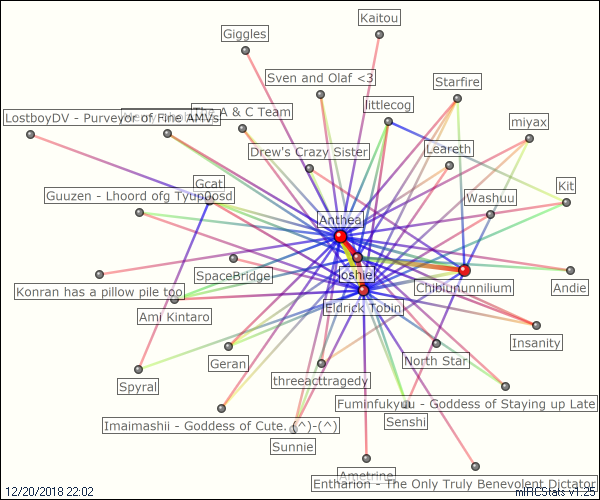 Kaitou
Giggles
Sven and Olaf <3
Starfire
littlecog
The A & C Team
LostboyDV - Purveyor of Fine AMVs
miyax
Leareth
Drew's Crazy Sister
Gcat
Kit
Guuzen - Lhoord ofg Tyup0osd
Washuu
Anthea
SpaceBridge
Joshie
Chibiununnilium
Andie
Konran has a pillow pile too
Eldrick Tobin
Ami Kintaro
Insanity
Geran
North Star
threeacttragedy
Spyral
Fuminfukyuu - Goddess of Staying up Late
Imaimashii - Goddess of Cute. (^)-(^)
Senshi
Sunnie
Ametrine
Entharion - The Only Truly Benevolent Dictator
12/20/2018 22:02
mIRCStats v1.25